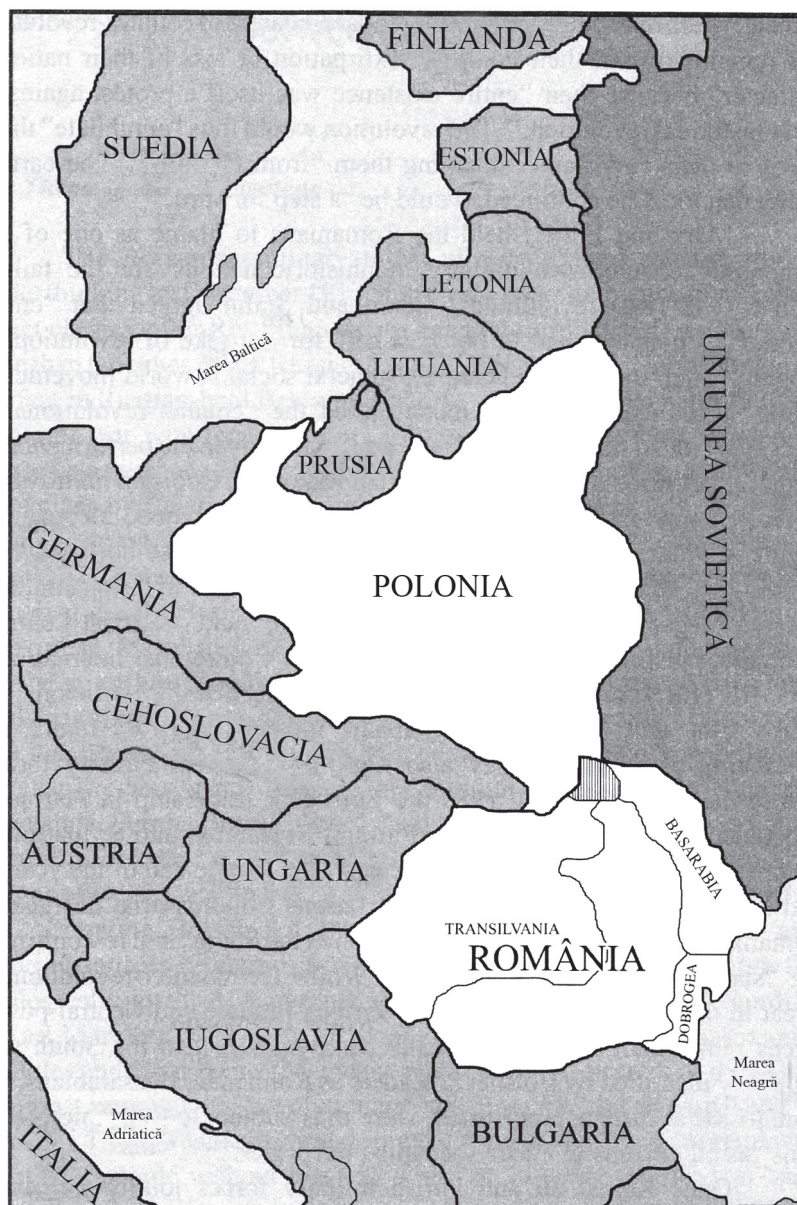 FINLANDA
SUEDIA
ESTONIA
LETONIA
Marea Baltică
LITUANIA
UNIUNEA SOVIETICĂ
PRUSIA
GERMANIA
POLONIA
CEHOSLOVACIA
BASARABIA
AUSTRIA
UNGARIA
TRANSILVANIA
ROMÂNIA
DOBROGEA
IUGOSLAVIA
Marea
Neagră
Marea
Adriatică
BULGARIA
ITALIA